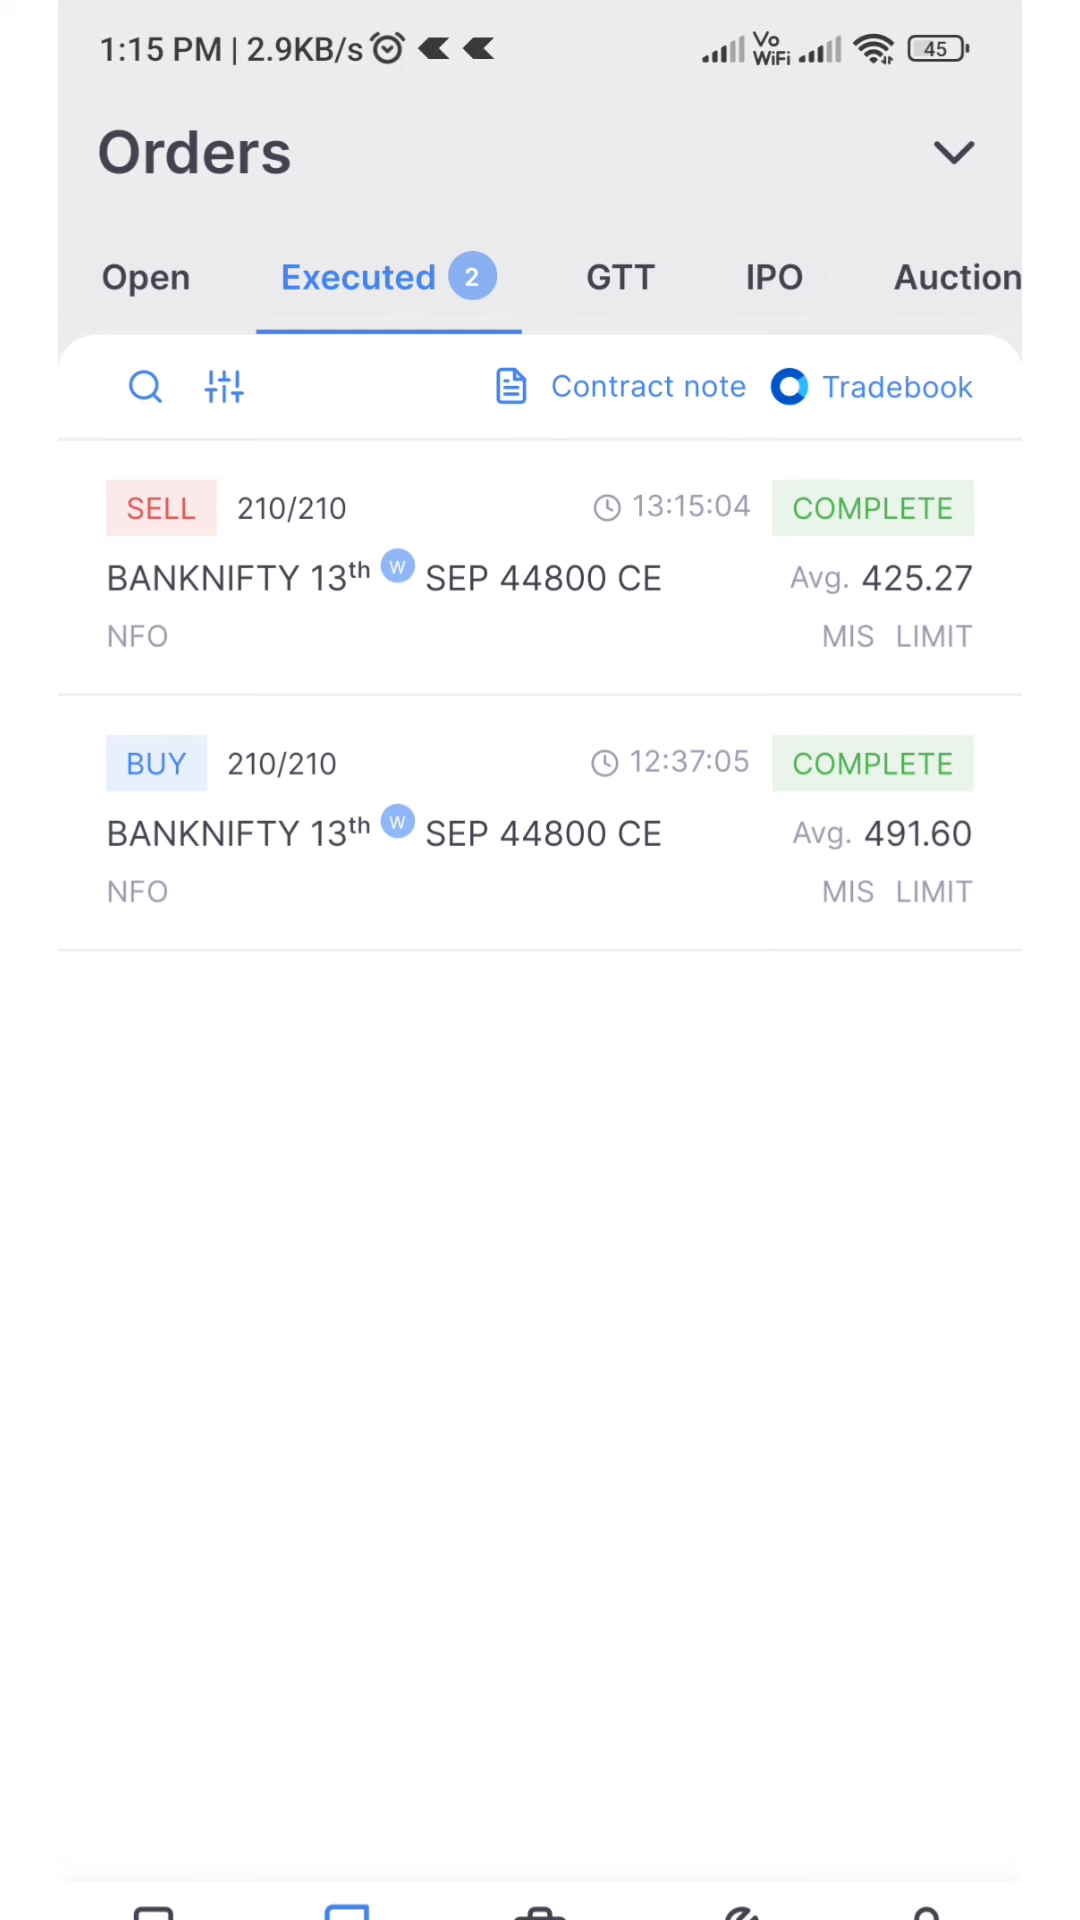 1:15 PM | 2.9KB/s Vo WiFi 45
Orders
Open Executed 2 GTT IPO Auction
Contract note Tradebook
SELL 210/210 13:15:04 COMPLETE
BANKNIFTY 13th W SEP 44800 CE Avg. 425.27
NFO MIS LIMIT
BUY 210/210 12:37:05 COMPLETE
BANKNIFTY 13th W SEP 44800 CE Avg. 491.60
NFO MIS LIMIT